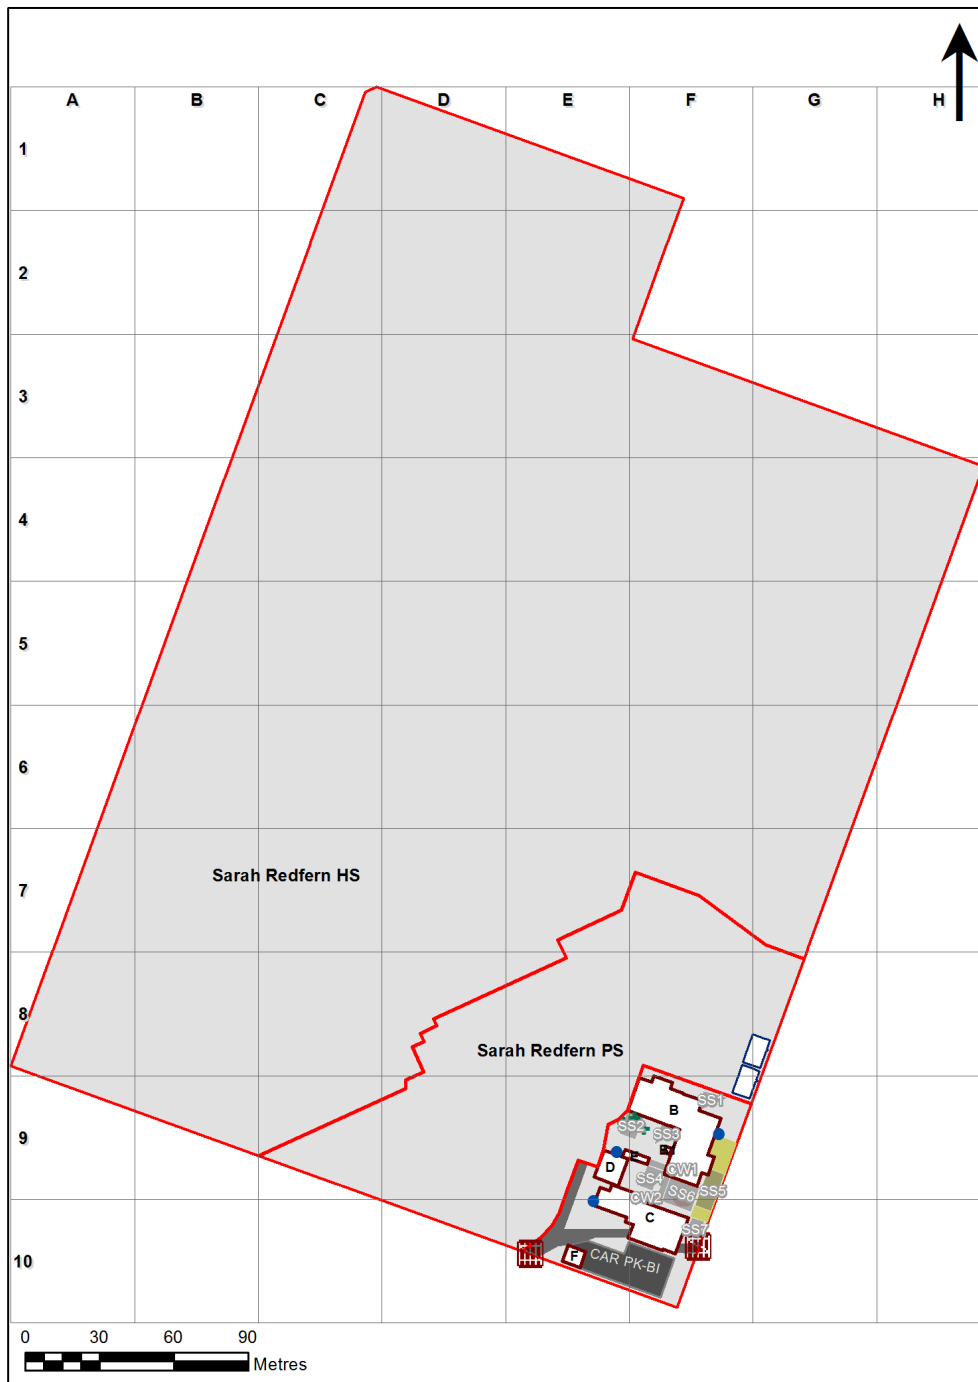 A B C D E F G H
1
2
3
4
5
6
7
Sarah Redfern HS
8
Sarah Redfern PS
SS1
B
9
SS2
SS3
E
D
CW1
SS4
SS6
SS5
CW2
C
SS7
10
F
CAR PK-BI
0 30 60 90
Metres